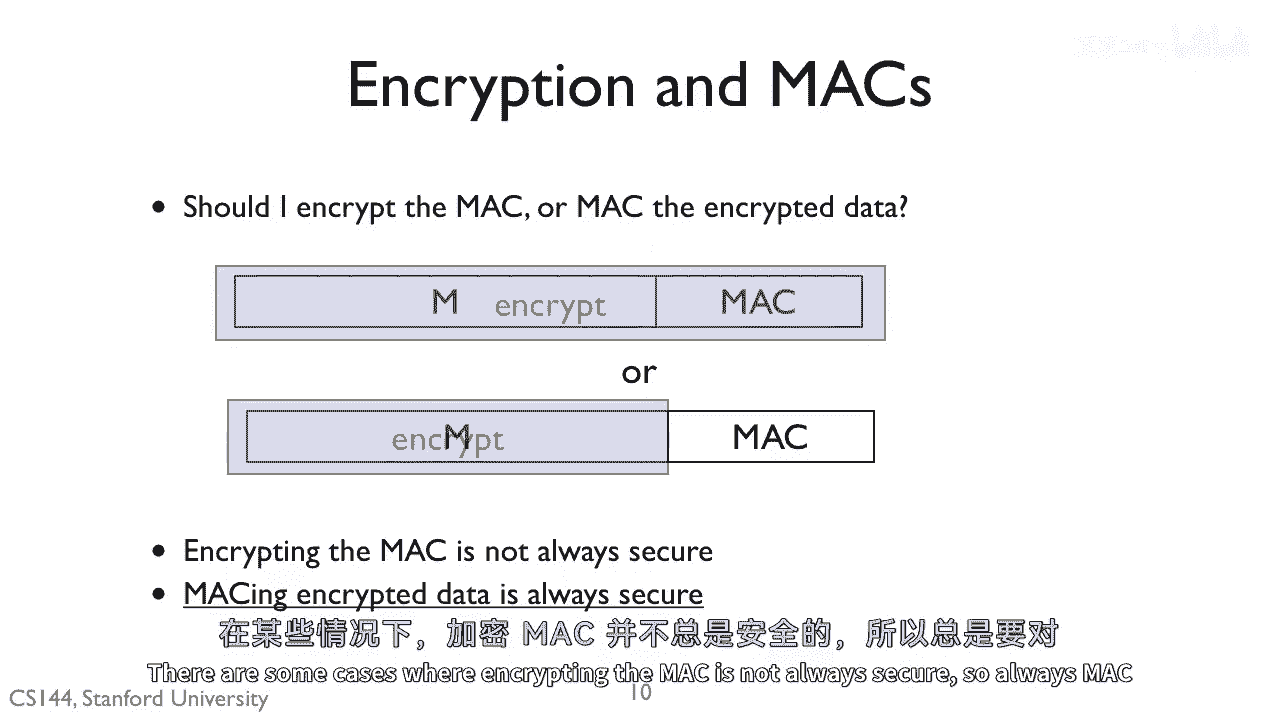 Encryption and MACs
• Should I encrypt the MAC, or MAC the encrypted data?
M encrypt MAC
or
encrypt M MAC
• Encrypting the MAC is not always secure
• MACing encrypted data is always secure
在某些情况下，加密 MAC 并不总是安全的，所以总是要对
There are some cases where encrypting the MAC is not always secure, so always MAC
CS144, Stanford University
10